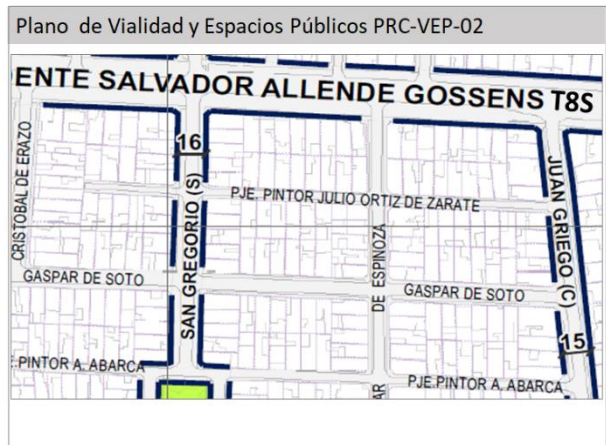 Plano de Vialidad y Espacios Públicos PRC-VEP-02
ENTE SALVADOR ALLENDE GOSSENS T8S
16
CRISTOBAL DE ERAZO
SAN GREGORIO (S)
PJE. PINTOR JULIO ORTIZ DE ZARATE
JUAN GRIEGO (C)
DE ESPINOZA
GASPAR DE SOTO
GASPAR DE SOTO
15
PINTOR A. ABARCA
PJE.PINTOR A. ABARCA
AR